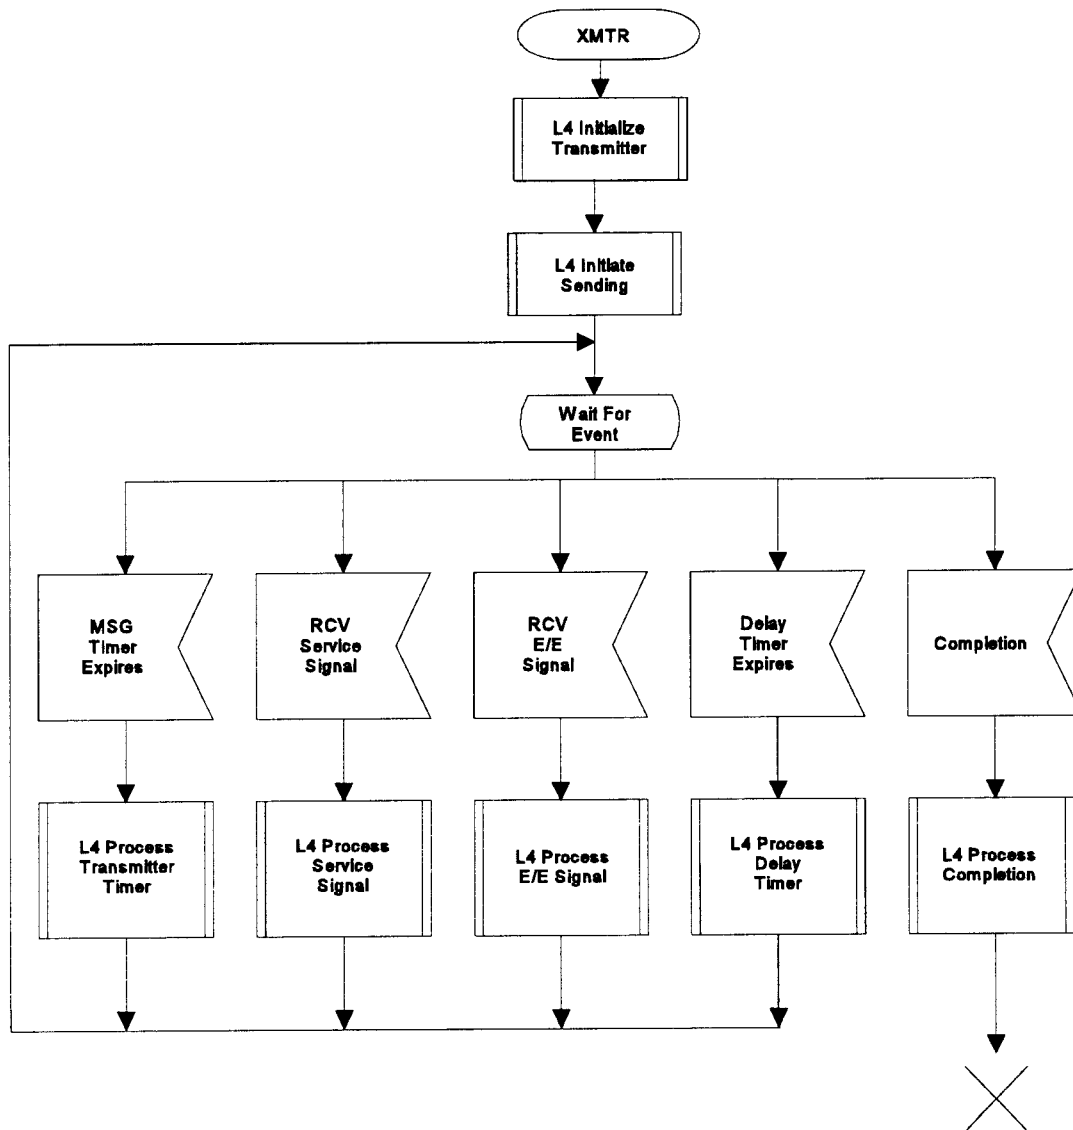 XMTR
L4 Initialize
Transmitter
L4 Initiate
Sending
Wait For
Event
MSG
Timer
Expires
RCV
Service
Signal
RCV
E/E
Signal
Delay
Timer
Expires
Completion
L4 Process
Transmitter
Timer
L4 Process
Service
Signal
L4 Process
E/E Signal
L4 Process
Delay
Timer
L4 Process
Completion